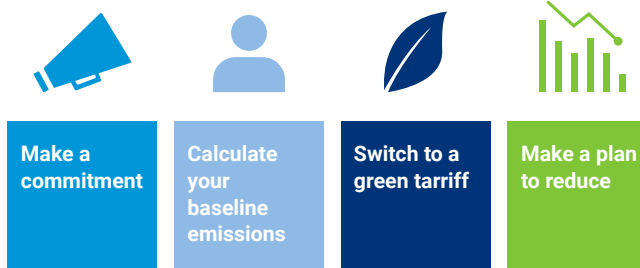 Make a
commitment
Calculate
your
baseline
emissions
Switch to a
green tarriff
Make a plan
to reduce